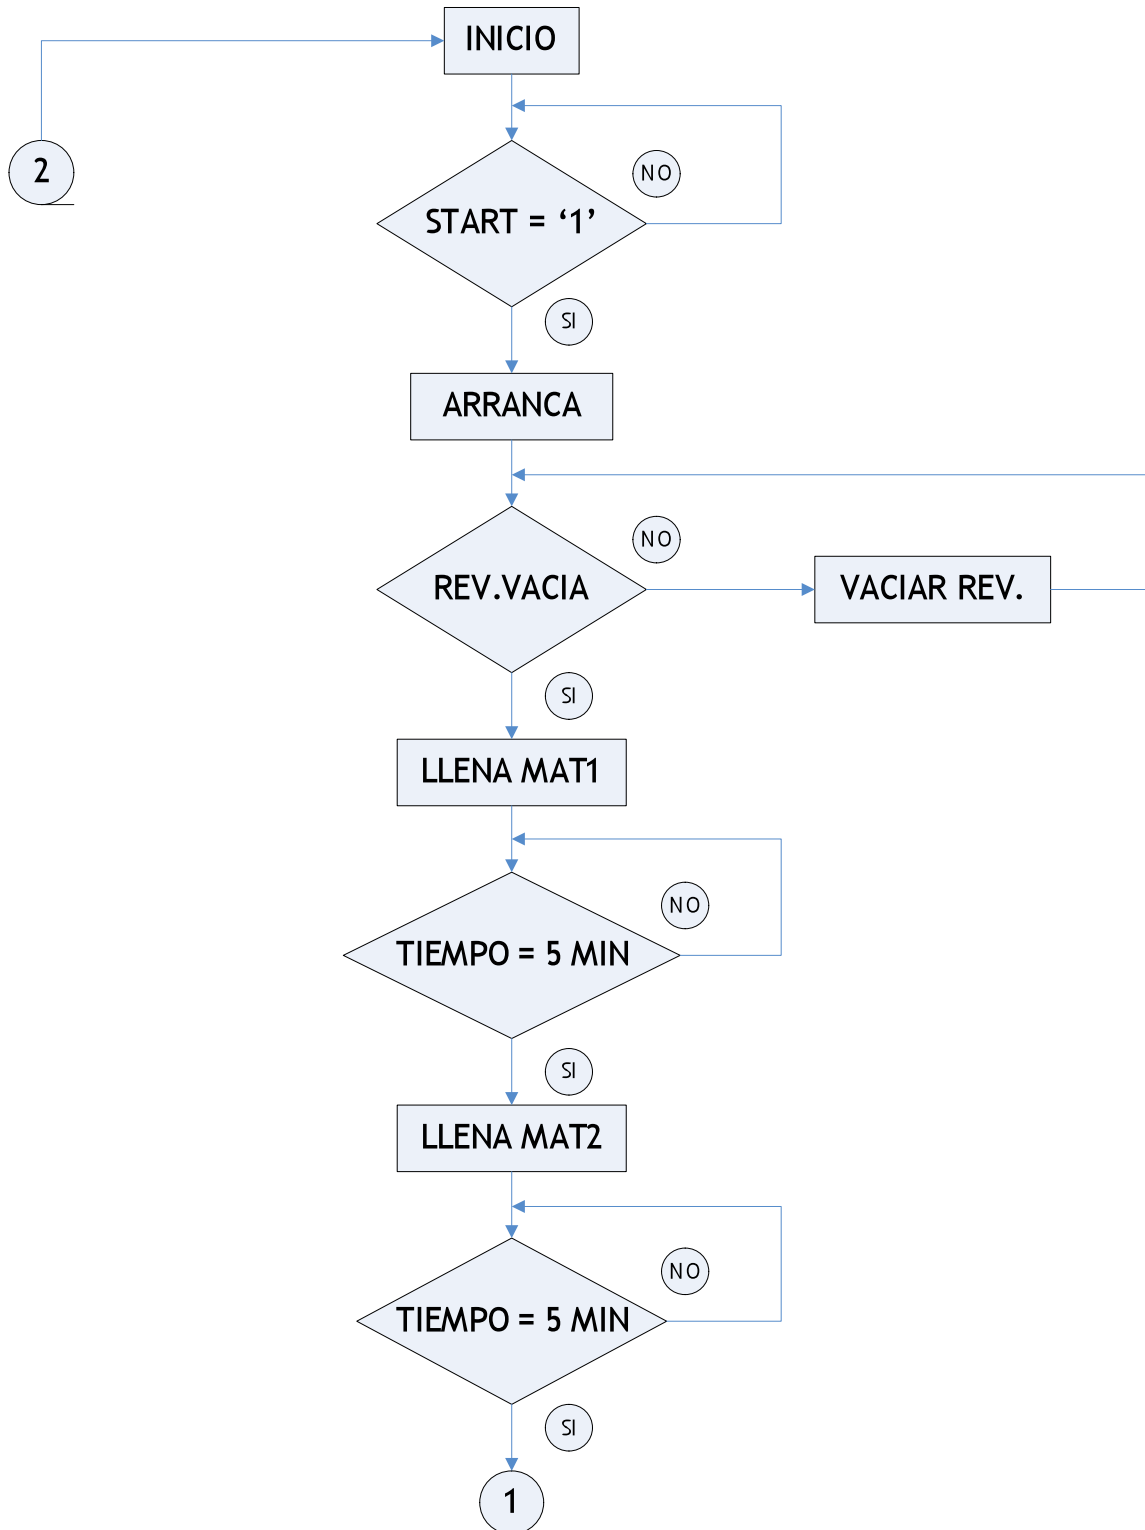 INICIO
2
NO
START = ‘1’
SI
ARRANCA
NO
REV.VACIA
VACIAR REV.
SI
LLENA MAT1
NO
TIEMPO = 5 MIN
SI
LLENA MAT2
NO
TIEMPO = 5 MIN
SI
1